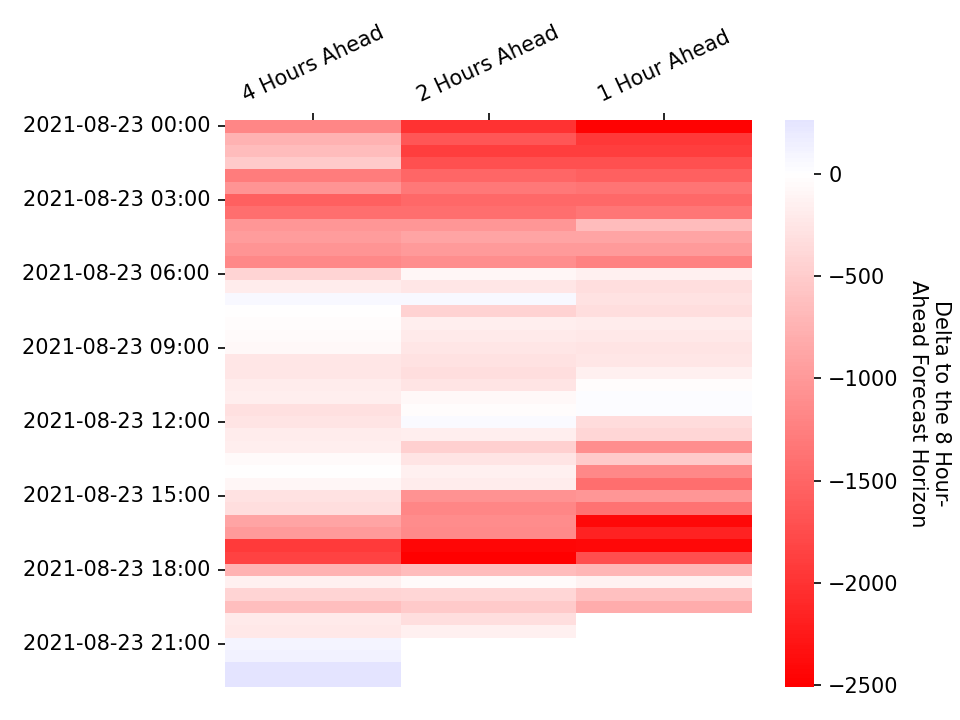 4 Hours Ahead
2 Hours Ahead
1 Hour Ahead
2021-08-23 00:00
2021-08-23 03:00
2021-08-23 06:00
2021-08-23 09:00
2021-08-23 12:00
2021-08-23 15:00
2021-08-23 18:00
2021-08-23 21:00
0
−500
−1000
−1500
−2000
−2500
Delta to the 8 Hour-
Ahead Forecast Horizon